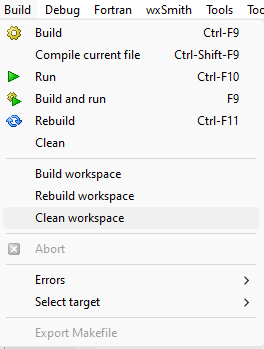 Build Debug Fortran wxSmith Tools To
Build Ctrl-F9
Compile current file Ctrl-Shift-F9
Run Ctrl-F10
Build and run F9
Rebuild Ctrl-F11
Clean
Build workspace
Rebuild workspace
Clean workspace
Abort
Errors
Select target
Export Makefile